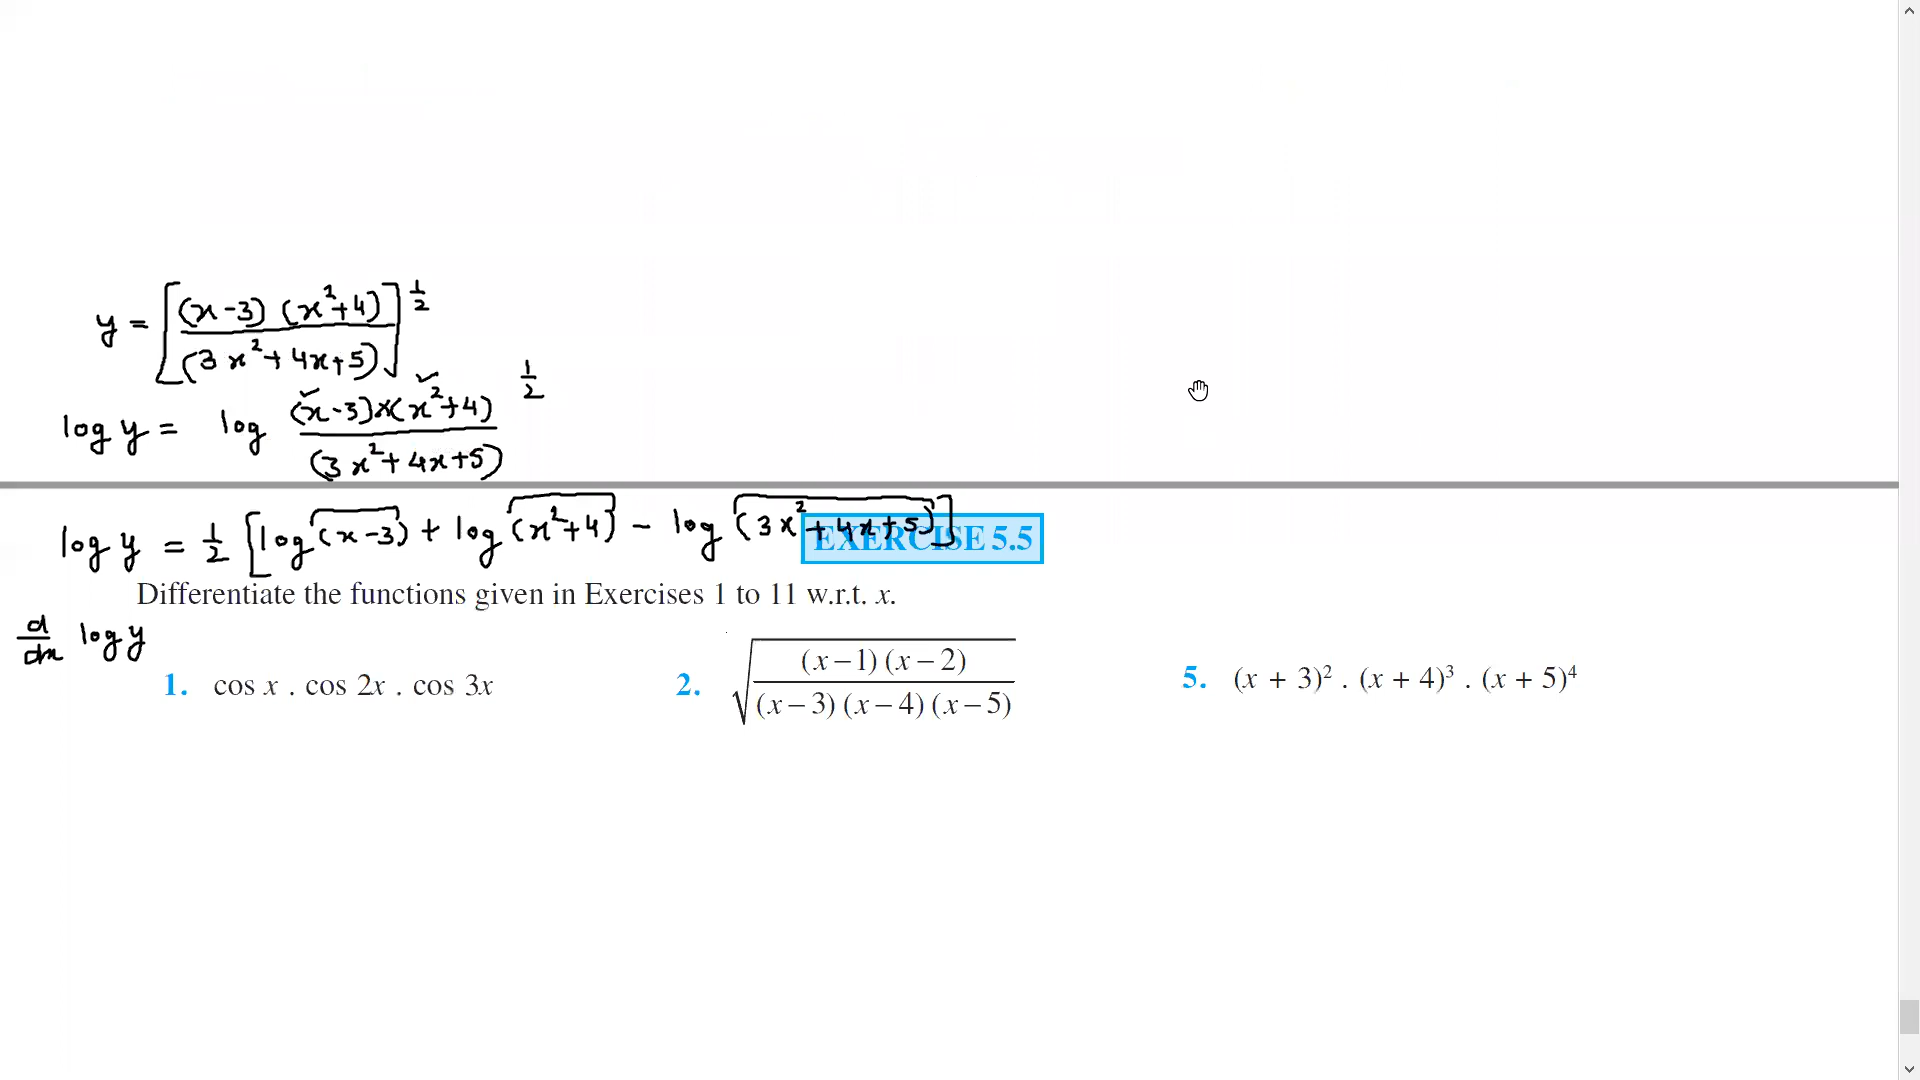 y = [(x-3) (x²+4) / (3x²+4x+5)]^½
log y = log (x-3)×(x²+4) / (3x²+4x+5) ½
log y = ½ [log (x-3) + log (x²+4) - log (3x²+4x+5)]
EXERCISE 5.5
Differentiate the functions given in Exercises 1 to 11 w.r.t. x.
d/dx log y
1. cos x . cos 2x . cos 3x
2. √((x−1) (x−2) / (x−3) (x−4) (x−5))
5. (x + 3)² . (x + 4)³ . (x + 5)⁴